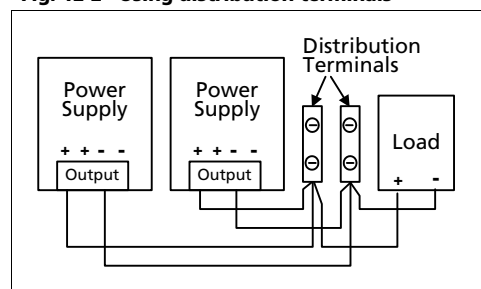 Fig. 12-2 Using distribution terminals
Distribution
Terminals
Power
Supply
+ + - -
Output
Power
Supply
+ + - -
Output
Load
+ -